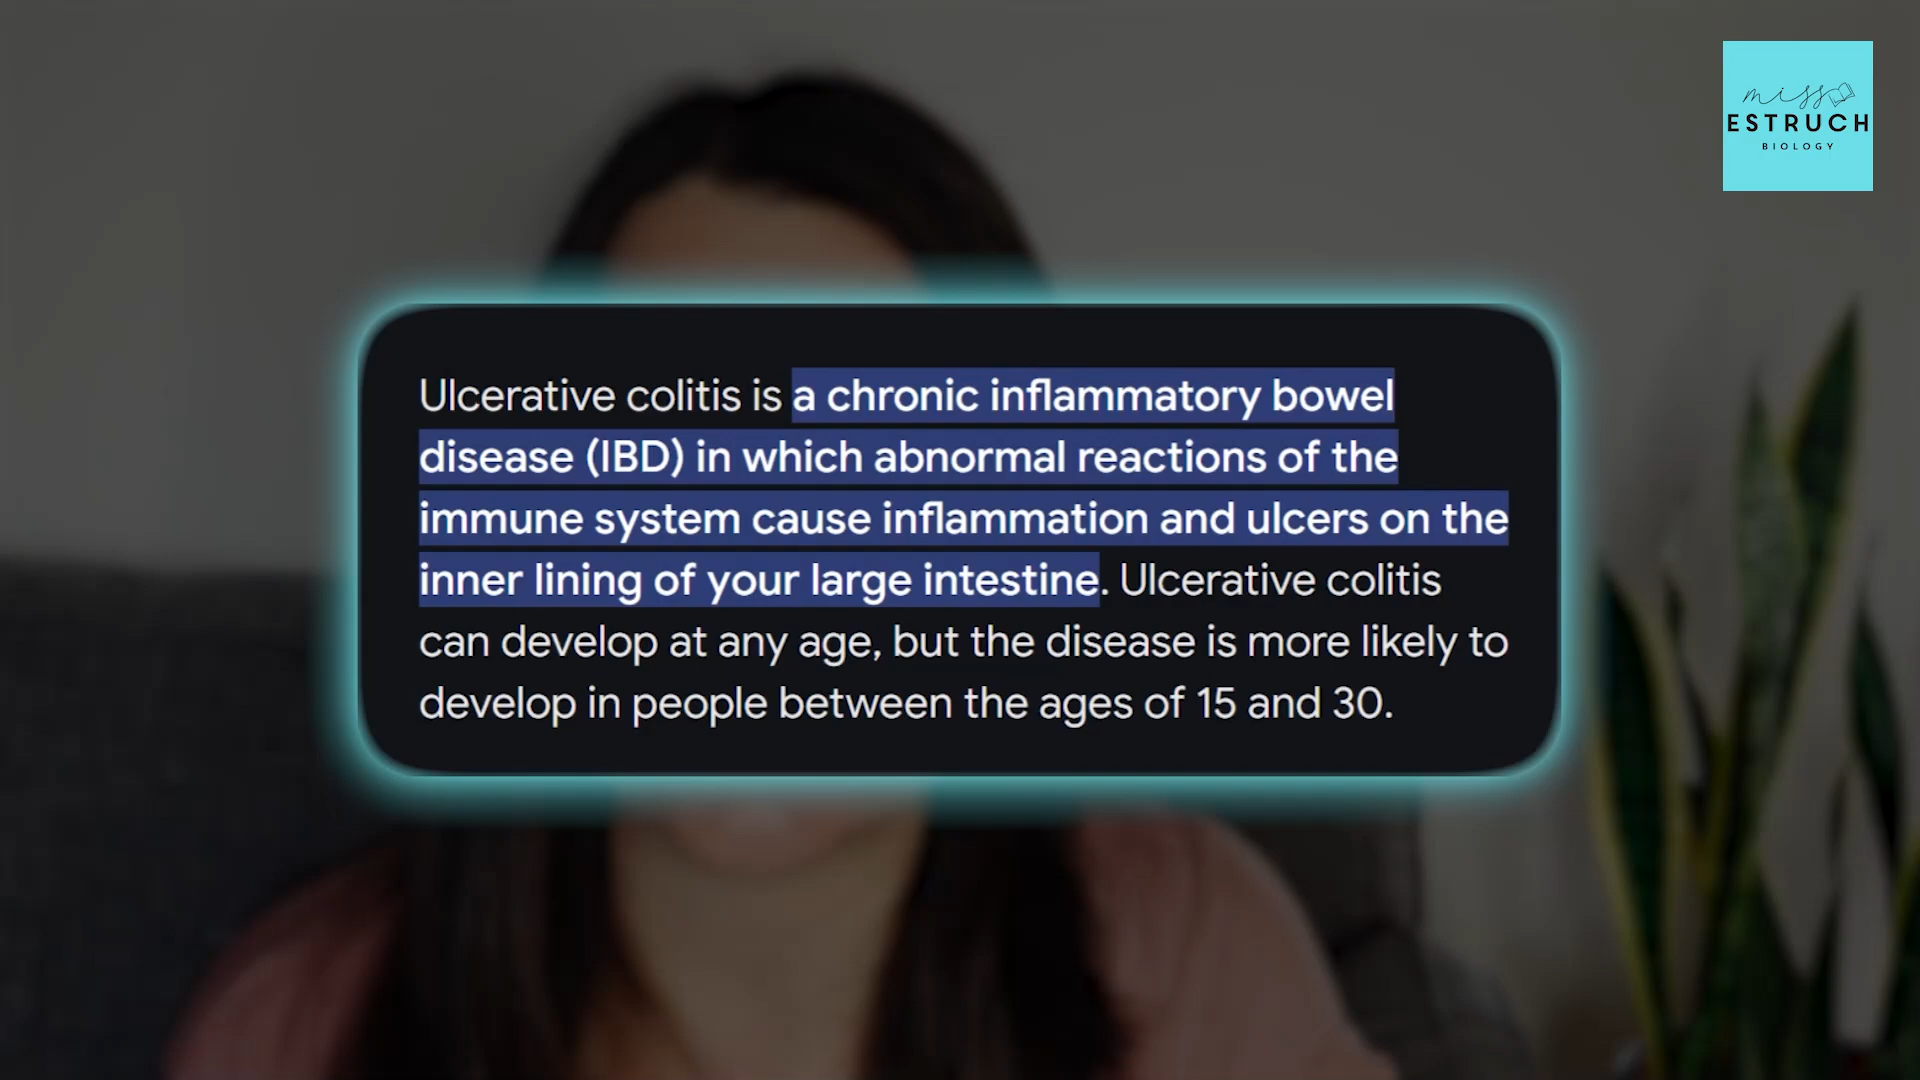 miss
ESTRUCH
BIOLOGY
Ulcerative colitis is a chronic inflammatory bowel
disease (IBD) in which abnormal reactions of the
immune system cause inflammation and ulcers on the
inner lining of your large intestine. Ulcerative colitis
can develop at any age, but the disease is more likely to
develop in people between the ages of 15 and 30.